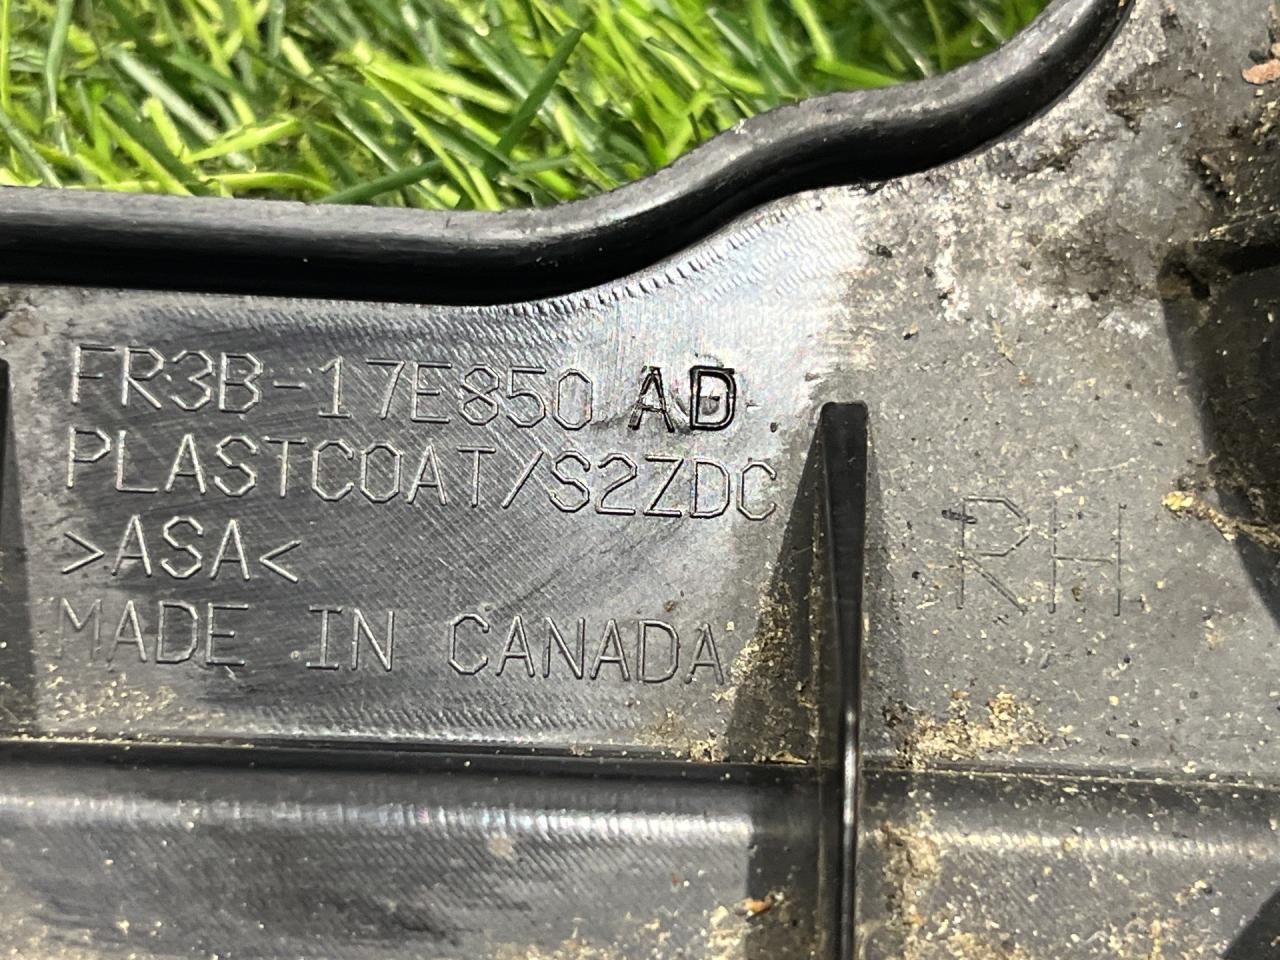 FR3B-17E850 AD
PLASTCOAT/S2ZDC
>ASA<
MADE IN CANADA
RH